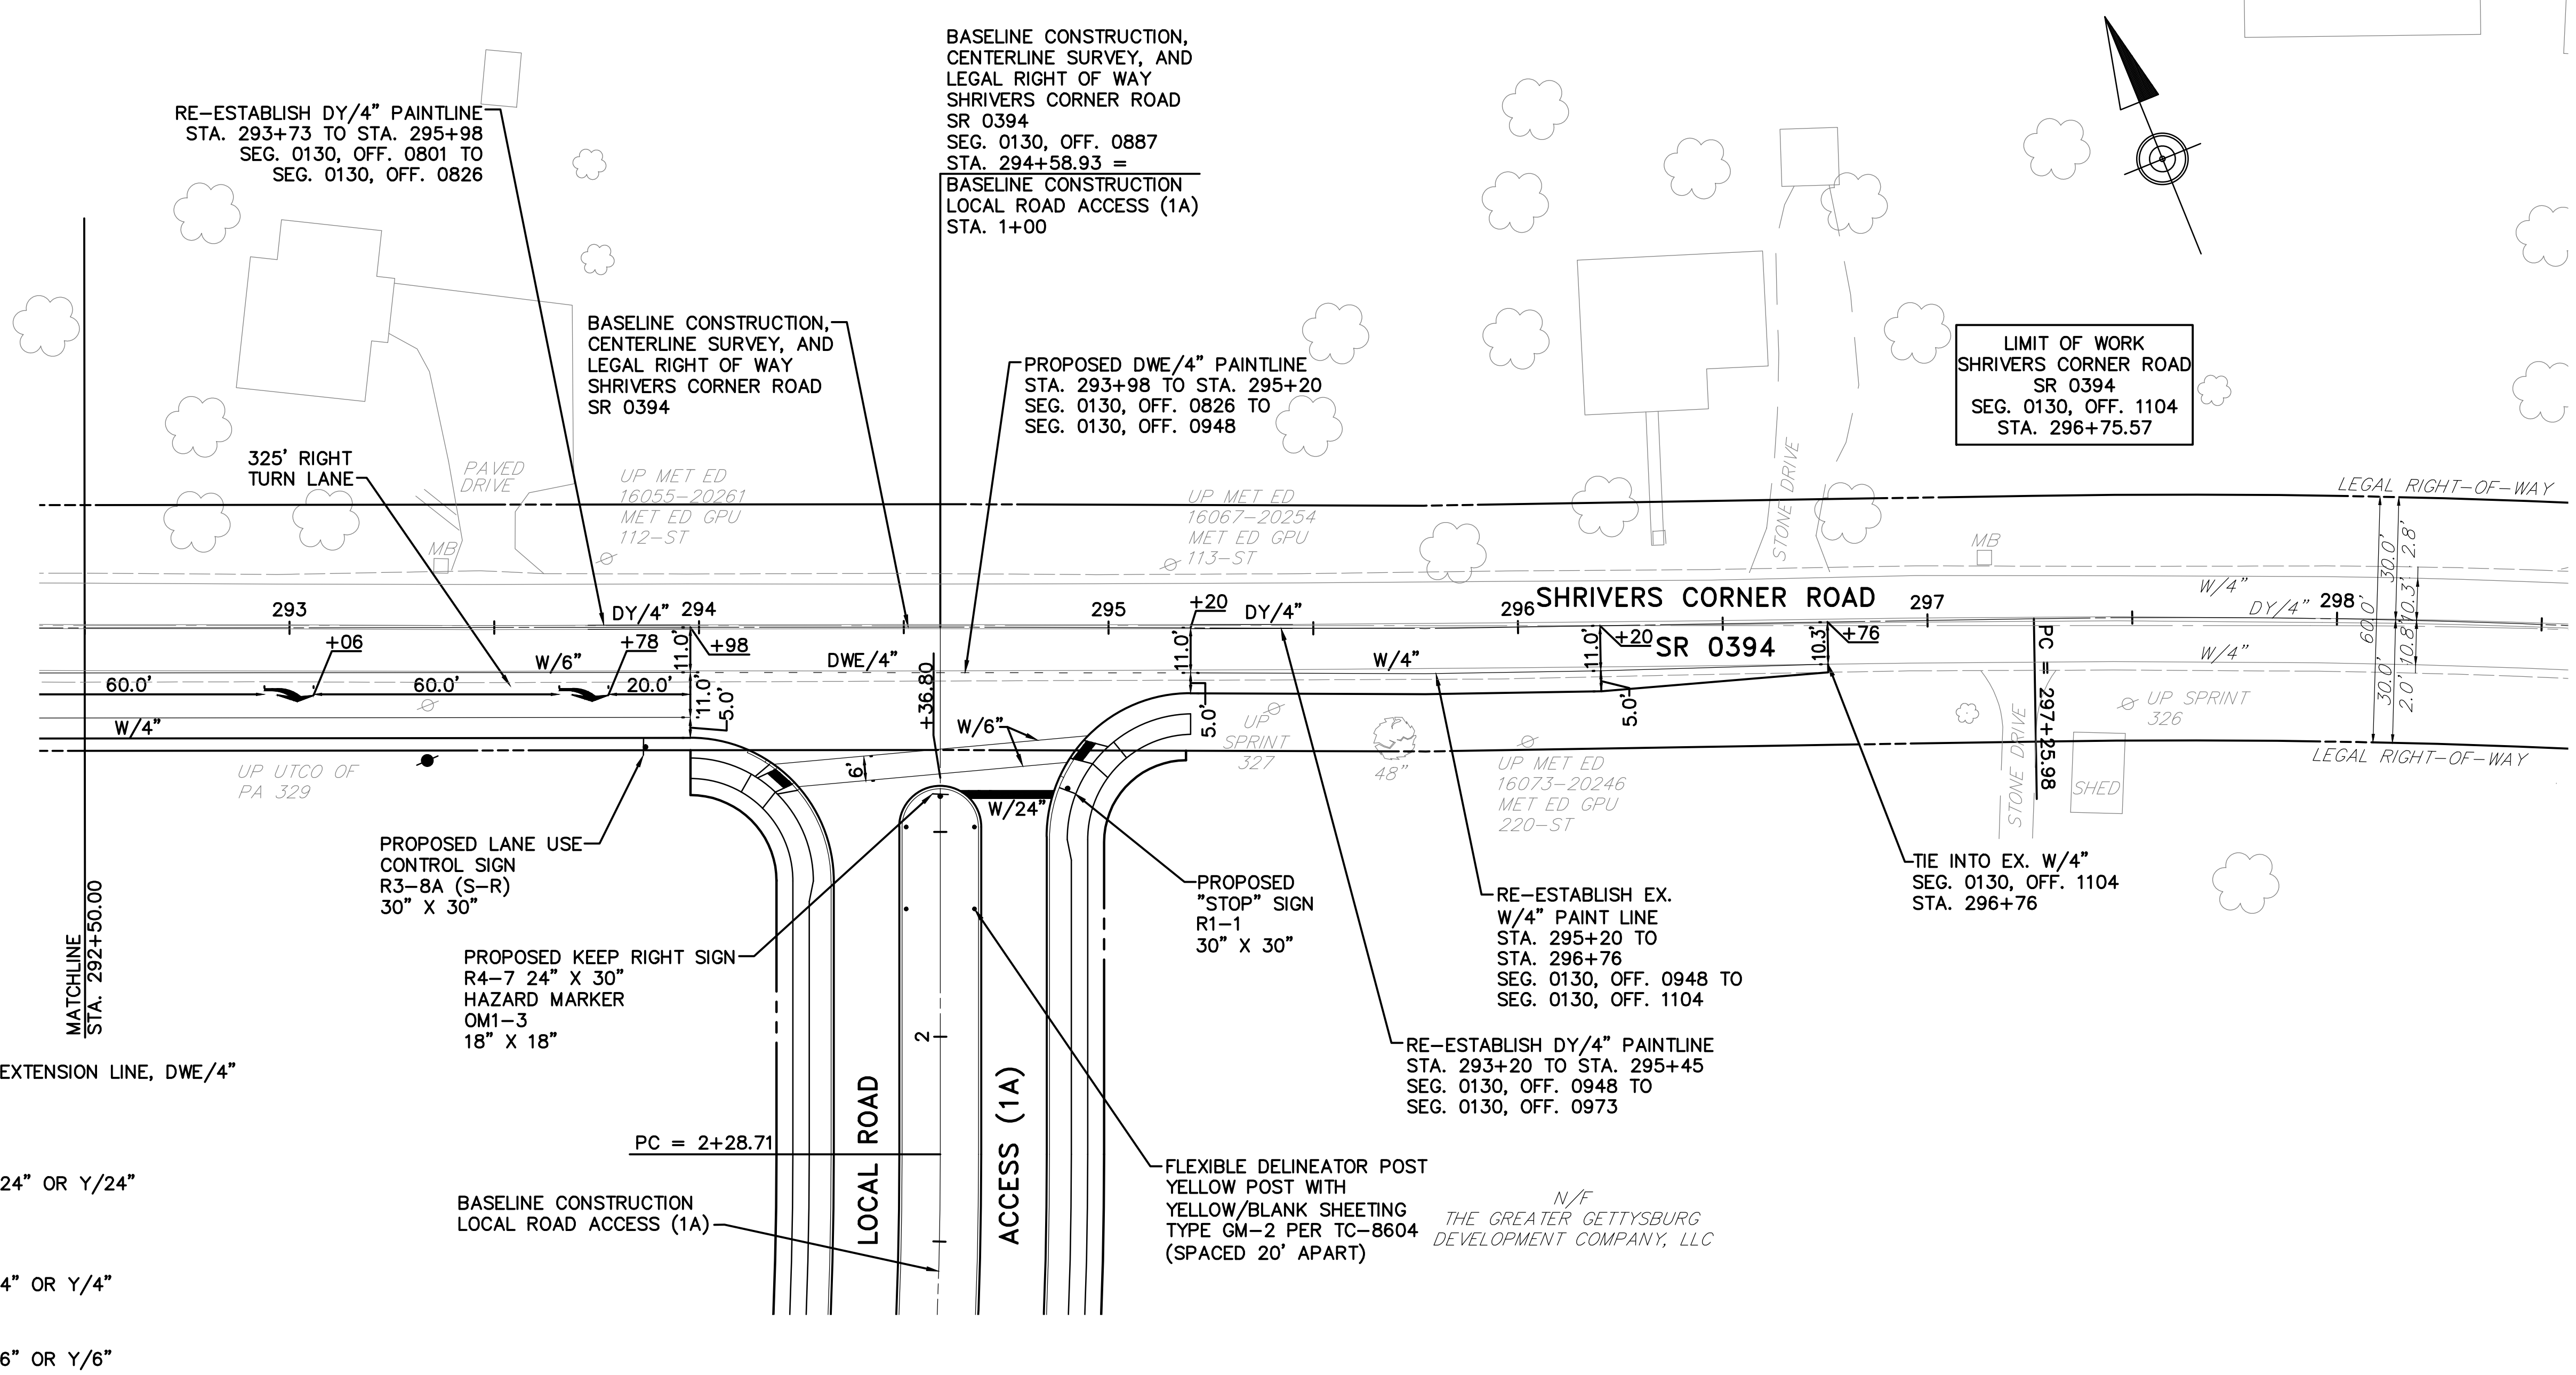 BASELINE CONSTRUCTION,
CENTERLINE SURVEY, AND
LEGAL RIGHT OF WAY
SHRIVERS CORNER ROAD
SR 0394
SEG. 0130, OFF. 0887
STA. 294+58.93 =
BASELINE CONSTRUCTION
LOCAL ROAD ACCESS (1A)
STA. 1+00
RE-ESTABLISH DY/4" PAINTLINE
STA. 293+73 TO STA. 295+98
SEG. 0130, OFF. 0801 TO
SEG. 0130, OFF. 0826
BASELINE CONSTRUCTION,
CENTERLINE SURVEY, AND
LEGAL RIGHT OF WAY
SHRIVERS CORNER ROAD
SR 0394
PROPOSED DWE/4" PAINTLINE
STA. 293+98 TO STA. 295+20
SEG. 0130, OFF. 0826 TO
SEG. 0130, OFF. 0948
LIMIT OF WORK
SHRIVERS CORNER ROAD
SR 0394
SEG. 0130, OFF. 1104
STA. 296+75.57
325' RIGHT
TURN LANE
PAVED
DRIVE
UP MET ED
16055-20261
MET ED GPU
112-ST
UP MET ED
16067-20254
MET ED GPU
113-ST
STONE DRIVE
LEGAL RIGHT-OF-WAY
MB
MB
293
DY/4"
294
295
+20
DY/4"
296
SHRIVERS CORNER ROAD
297
W/4"
DY/4"
298
30.0'
2.8'
60.0'
10.3'
10.8'
30.0'
2.0'
+06
+78
11.0'
+98
W/6"
DWE/4"
11.0'
W/4"
11.0'
+20
SR 0394
10.3'
+76
W/4"
60.0'
60.0'
20.0'
11.0'
5.0'
+36.80
5.0'
5.0'
PC = 297+25.98
W/4"
W/6"
6'
W/24"
UP UTCO OF
PA 329
UP
SPRINT
327
48"
UP MET ED
16073-20246
MET ED GPU
220-ST
STONE DRIVE
UP SPRINT
326
SHED
LEGAL RIGHT-OF-WAY
PROPOSED LANE USE
CONTROL SIGN
R3-8A (S-R)
30" X 30"
PROPOSED
"STOP" SIGN
R1-1
30" X 30"
RE-ESTABLISH EX.
W/4" PAINT LINE
STA. 295+20 TO
STA. 296+76
SEG. 0130, OFF. 0948 TO
SEG. 0130, OFF. 1104
TIE INTO EX. W/4"
SEG. 0130, OFF. 1104
STA. 296+76
MATCHLINE
STA. 292+50.00
PROPOSED KEEP RIGHT SIGN
R4-7 24" X 30"
HAZARD MARKER
OM1-3
18" X 18"
2
RE-ESTABLISH DY/4" PAINTLINE
STA. 293+20 TO STA. 295+45
SEG. 0130, OFF. 0948 TO
SEG. 0130, OFF. 0973
EXTENSION LINE, DWE/4"
LOCAL ROAD
ACCESS (1A)
PC = 2+28.71
24" OR Y/24"
BASELINE CONSTRUCTION
LOCAL ROAD ACCESS (1A)
FLEXIBLE DELINEATOR POST
YELLOW POST WITH
YELLOW/BLANK SHEETING
TYPE GM-2 PER TC-8604
(SPACED 20' APART)
N/F
THE GREATER GETTYSBURG
DEVELOPMENT COMPANY, LLC
4" OR Y/4"
6" OR Y/6"